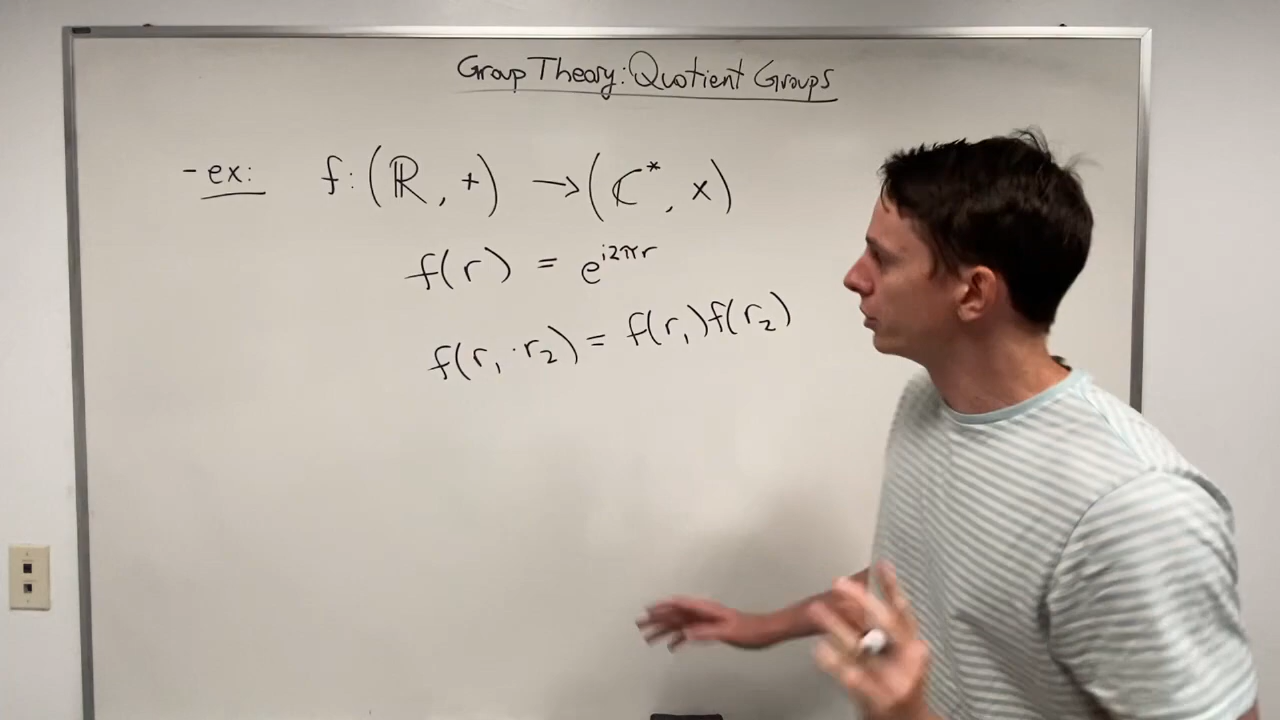 Group Theory: Quotient Groups
- ex: f: (ℝ, +) → (ℂ*, x)
f(r) = e^{i2πr}
f(r₁ · r₂) = f(r₁)f(r₂)